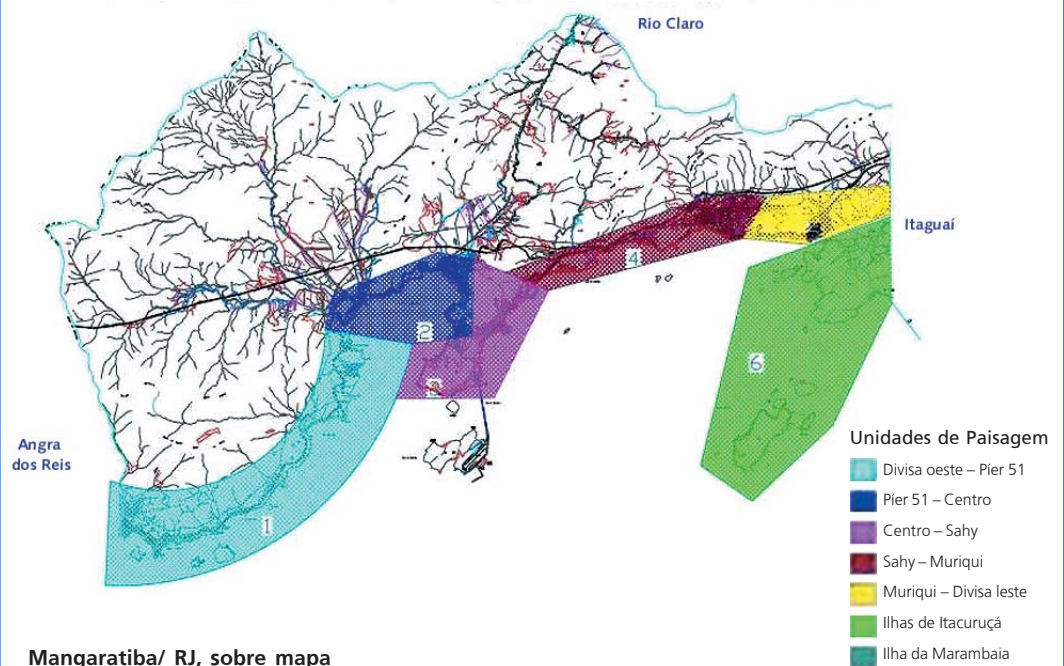 Rio Claro
Itaguaí
Angra
dos Reis
1
2
3
4
6
Unidades de Paisagem
Divisa oeste – Píer 51
Píer 51 – Centro
Centro – Sahy
Sahy – Muriqui
Muriqui – Divisa leste
Ilhas de Itacuruçá
Ilha da Marambaia
Mangaratiba/ RJ, sobre mapa